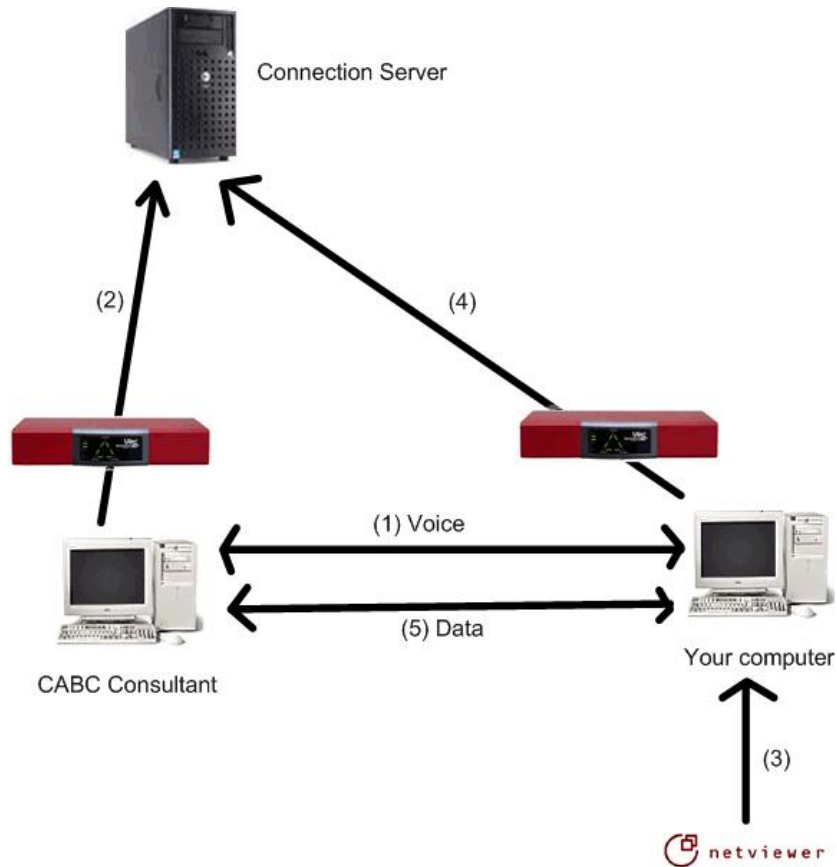 Connection Server
(2)
(4)
(1) Voice
(5) Data
CABC Consultant
Your computer
(3)
netviewer